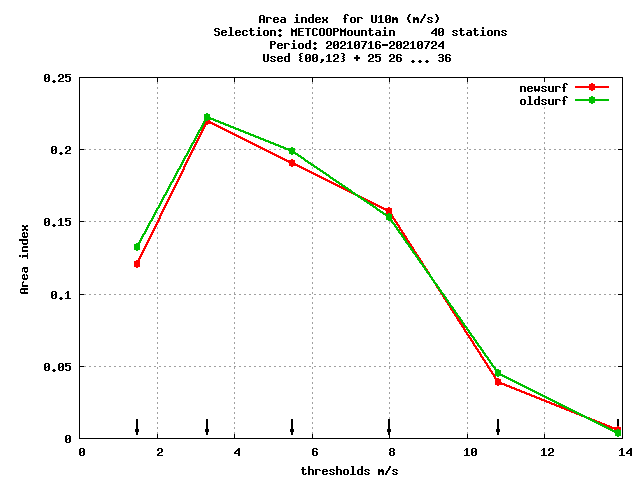 Area index  for U10m (m/s)
Selection: METCOOPMountain     40 stations
Period: 20210716-20210724
Used {00,12} + 25 26 ... 36
newsurf
oldsurf
0.25
0.2
0.15
0.1
0.05
0
Area index
0 2 4 6 8 10 12 14
thresholds m/s